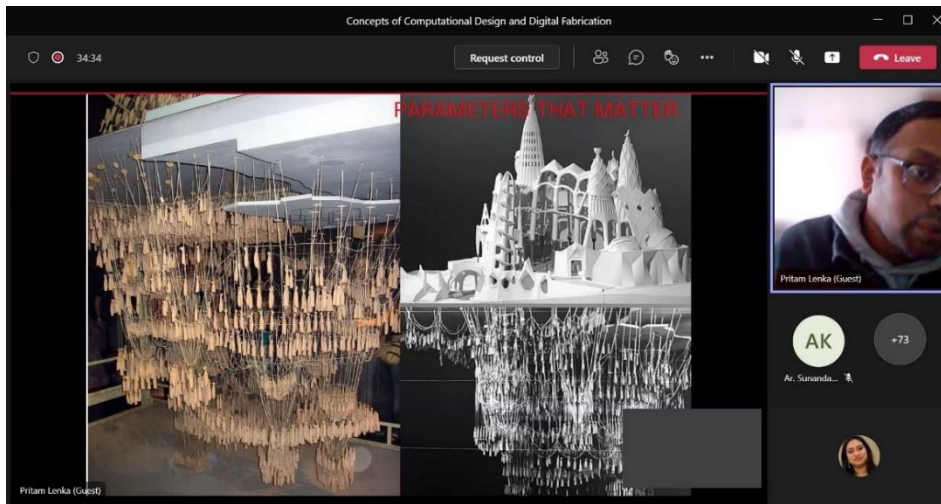 Concepts of Computational Design and Digital Fabrication
34:34
Request control
Leave
PARAMETERS THAT MATTER
Pritam Lenka (Guest)
AK
+73
Ar. Sunanda...
Pritam Lenka (Guest)